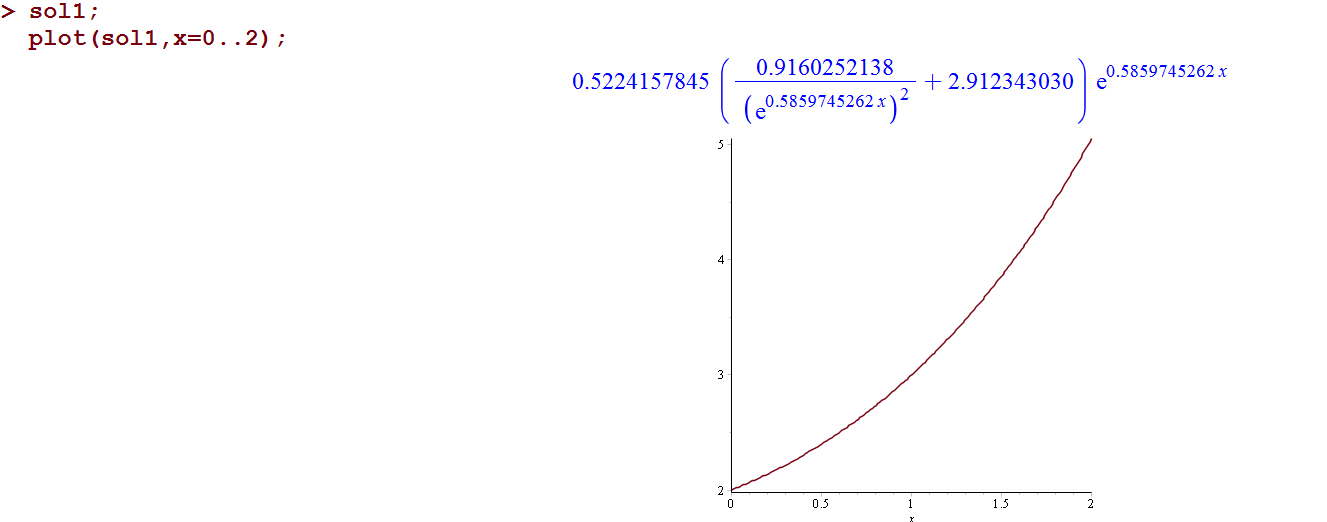 > sol1;
plot(sol1,x=0..2);
0.5224157845 ( 0.9160252138 / (e^0.5859745262 x)^2 + 2.912343030 ) e^0.5859745262 x
5
4
3
2
0 0.5 1 1.5 2
x